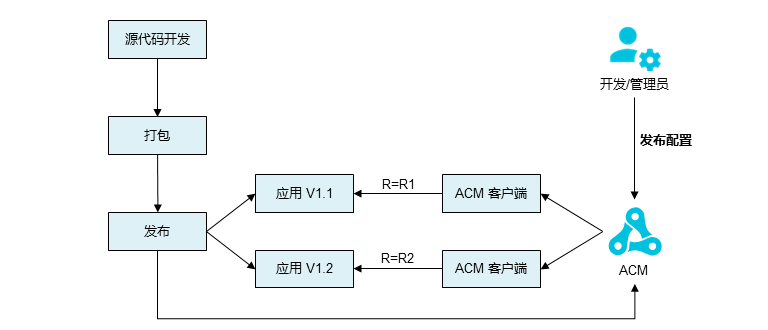 源代码开发
开发/管理员
打包
发布配置
应用 V1.1
R=R1
ACM 客户端
发布
应用 V1.2
R=R2
ACM 客户端
ACM